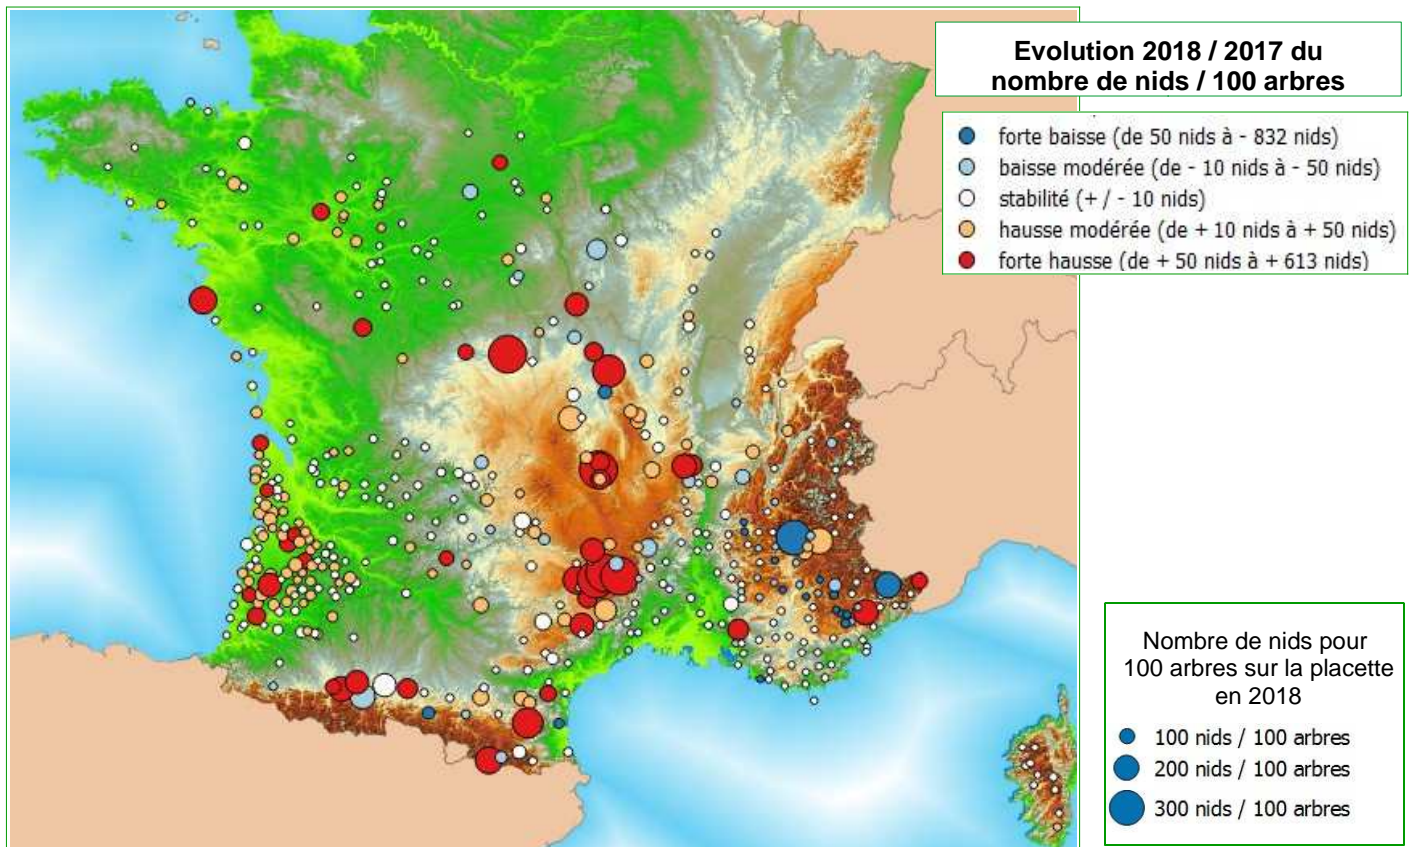 Evolution 2018 / 2017 du
nombre de nids / 100 arbres
forte baisse (de 50 nids à - 832 nids)
baisse modérée (de - 10 nids à - 50 nids)
stabilité (+ / - 10 nids)
hausse modérée (de + 10 nids à + 50 nids)
forte hausse (de + 50 nids à + 613 nids)
Nombre de nids pour
100 arbres sur la placette
en 2018
100 nids / 100 arbres
200 nids / 100 arbres
300 nids / 100 arbres